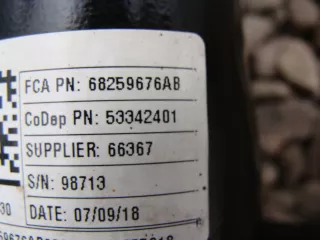 FCA PN: 68259676AB
CoDep PN: 53342401
SUPPLIER: 66367
S/N: 98713
DATE: 07/09/18